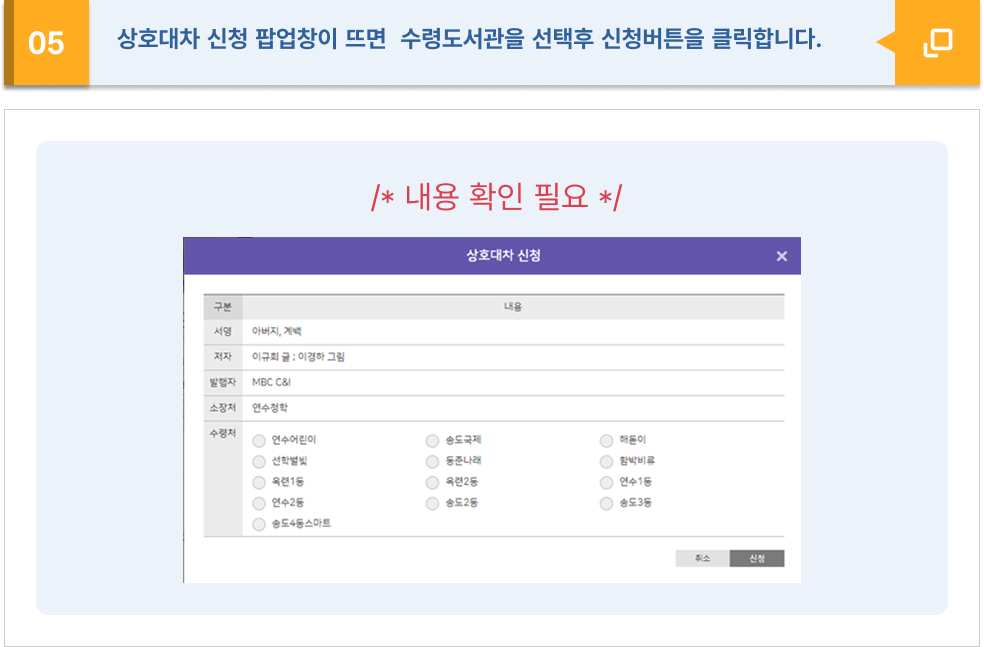 05 상호대차 신청 팝업창이 뜨면 수령도서관을 선택후 신청버튼을 클릭합니다.
/* 내용 확인 필요 */
상호대차 신청
구분 내용
서명 아버지, 계백
저자 이규희 글 ; 이경하 그림
발행자 MBC C&I
소장처 연수청학
수령처 연수어린이 송도국제 해돋이
선학별빛 동춘나래 함박비류
옥련1동 옥련2동 연수1동
연수2동 송도2동 송도3동
송도4동스마트
취소 신청